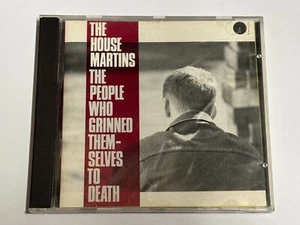 THE
HOUSE
MARTINS
THE
PEOPLE
WHO
GRINNED
THEM-
SELVES
TO
DEATH